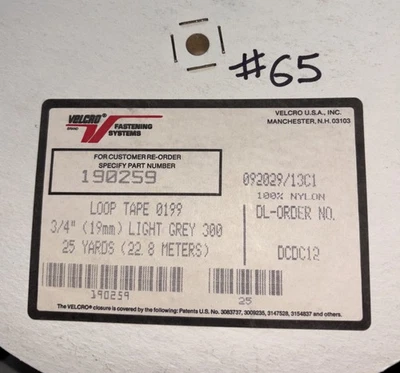 #65
VELCRO®
BRAND
FASTENING
SYSTEMS
VELCRO U.S.A., INC.
MANCHESTER, N.H. 03103
FOR CUSTOMER RE-ORDER
SPECIFY PART NUMBER
190259
092029/13C1
100% NYLON
LOOP TAPE 0199
DL-ORDER NO.
3/4" (19mm) LIGHT GREY 300
25 YARDS (22.8 METERS)
DCDC12
190259
25
The VELCRO® closure is covered by the following: Patents U.S. No. 3083737, 3009235, 3147528, 3154837 and others.